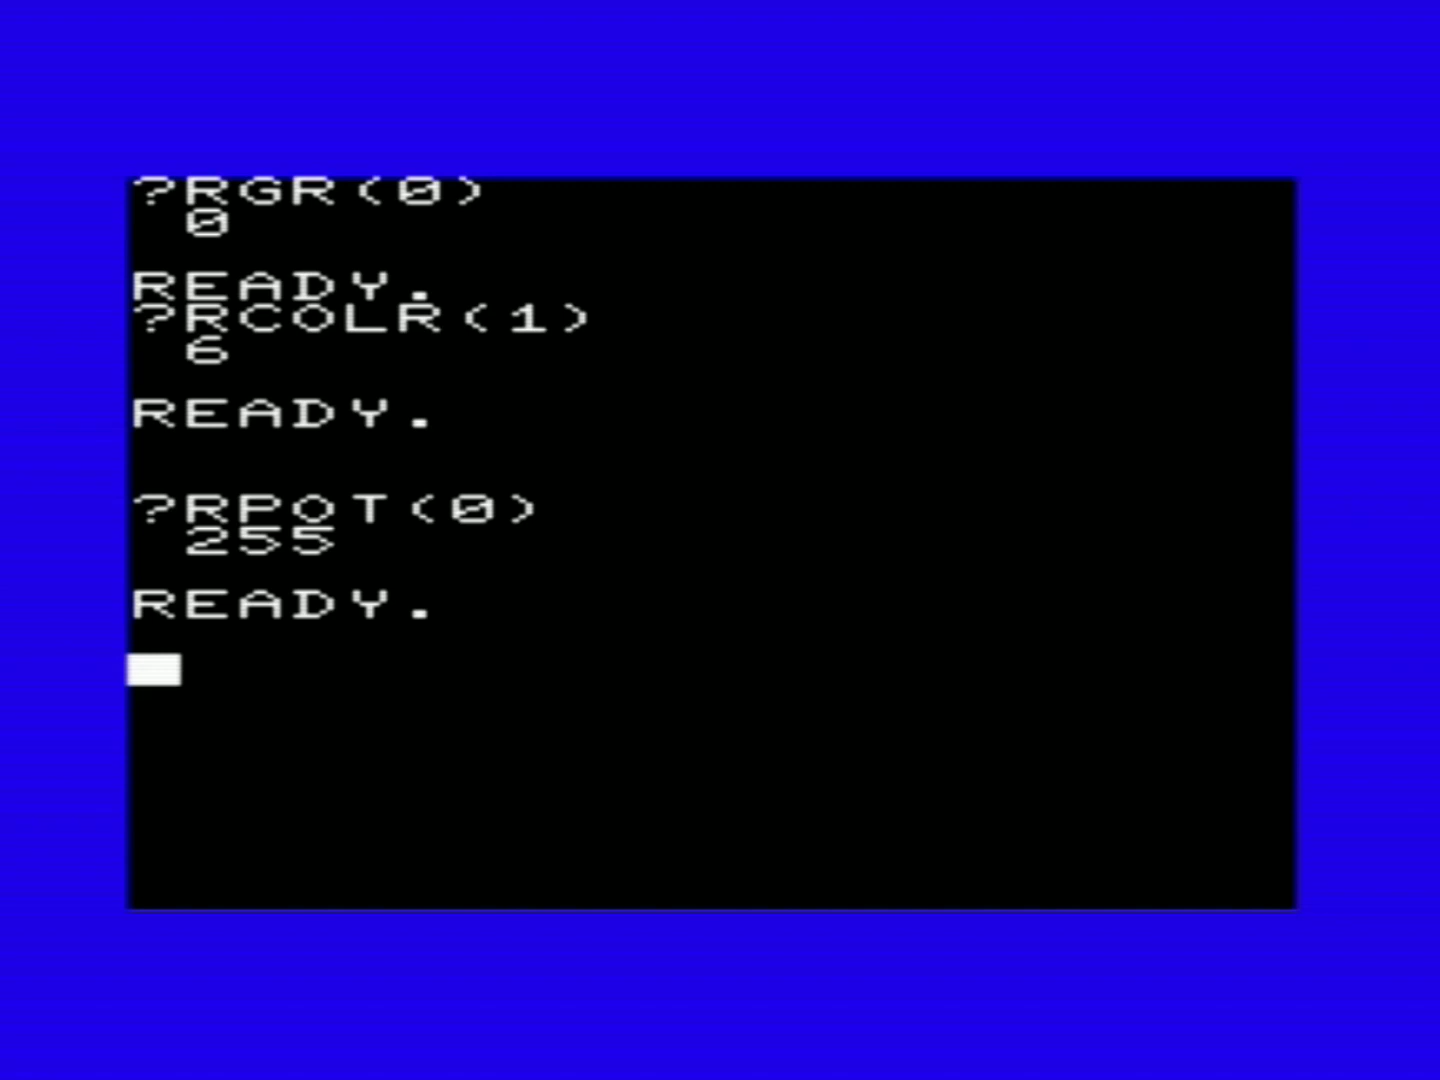 ?RGR(0)
0
READY.
?RCOLR(1)
6
READY.
?RPOT(0)
255
READY.